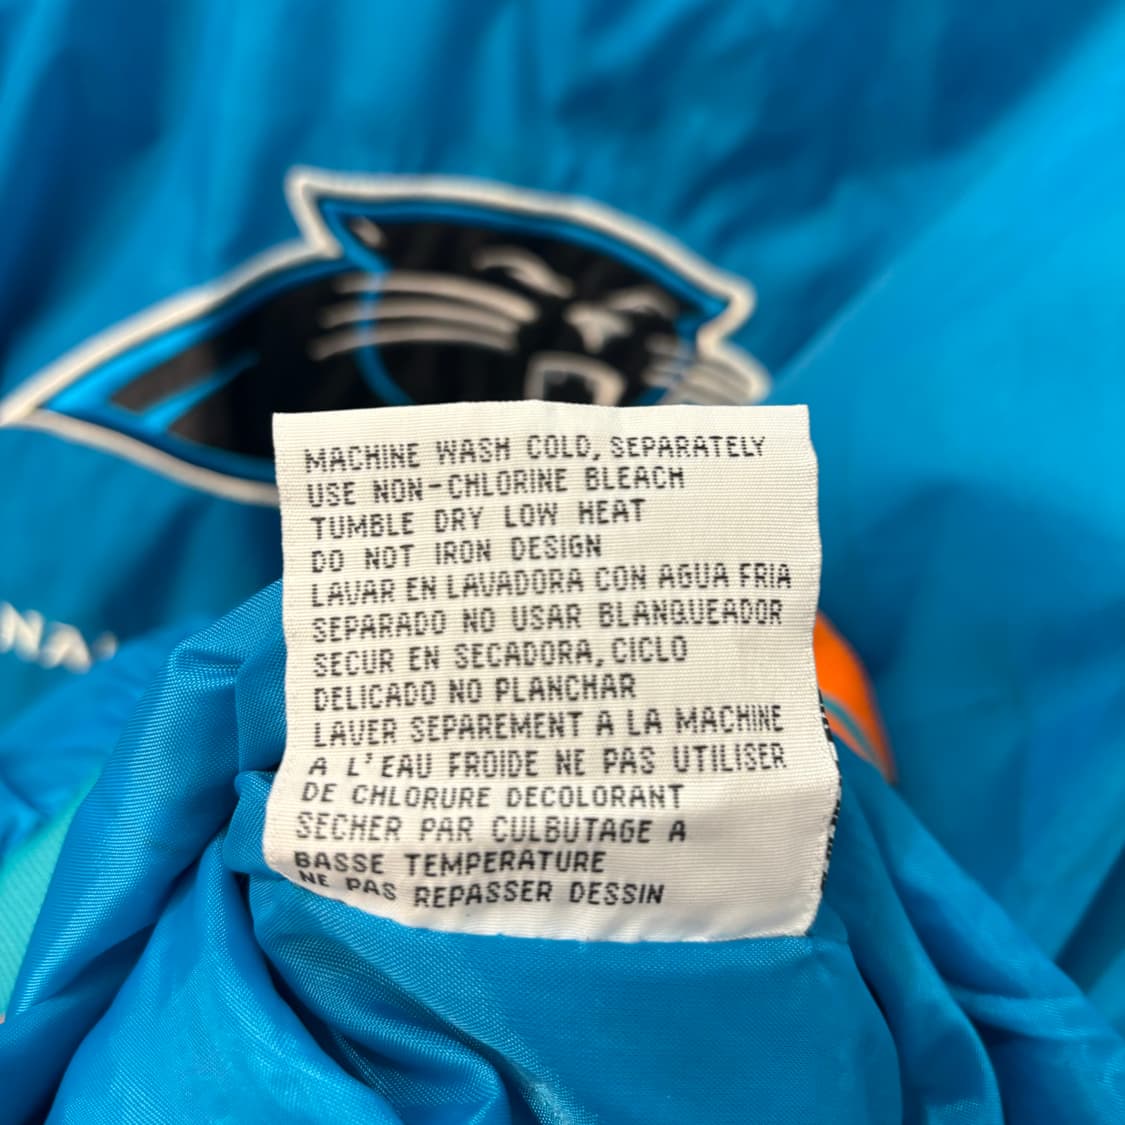 MACHINE WASH COLD, SEPARATELY
USE NON-CHLORINE BLEACH
TUMBLE DRY LOW HEAT
DO NOT IRON DESIGN
LAVAR EN LAVADORA CON AGUA FRIA
SEPARADO NO USAR BLANQUEADOR
SECUR EN SECADORA, CICLO
DELICADO NO PLANCHAR
LAVER SEPAREMENT A LA MACHINE
A L'EAU FROIDE NE PAS UTILISER
DE CHLORURE DECOLORANT
SECHER PAR CULBUTAGE A
BASSE TEMPERATURE
NE PAS REPASSER DESSIN